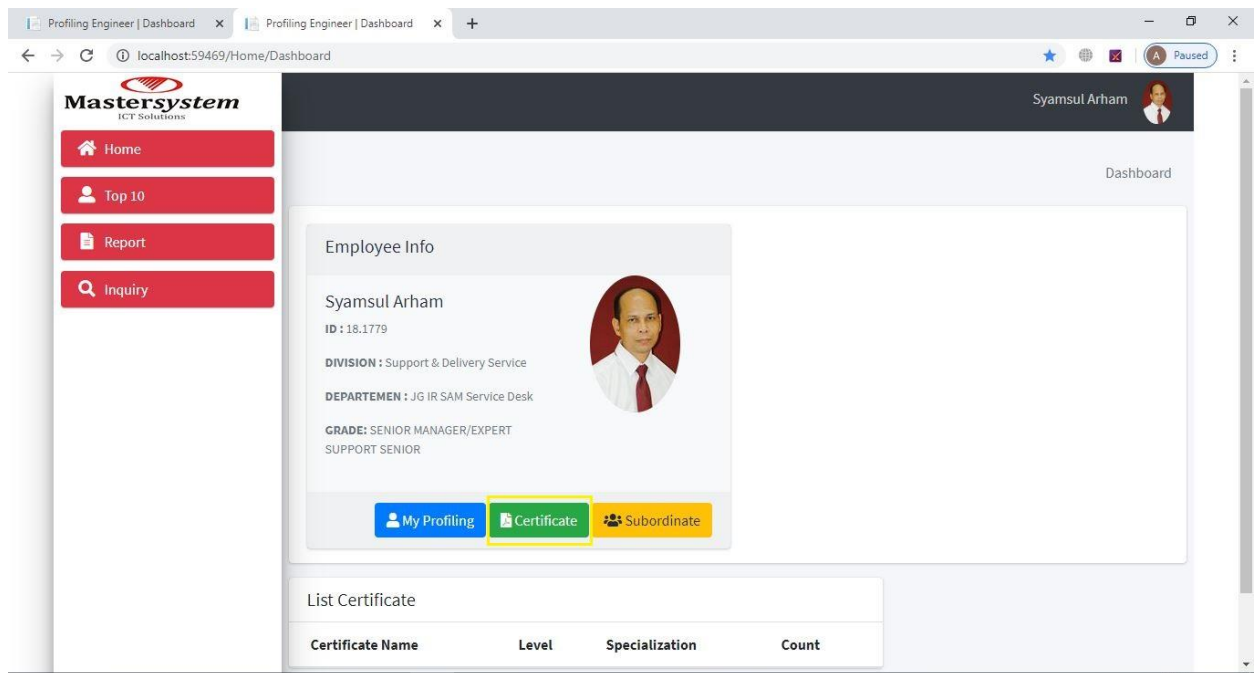 Profiling Engineer | Dashboard
Profiling Engineer | Dashboard
localhost:59469/Home/Dashboard
A Paused
Mastersystem
ICT Solutions
Syamsul Arham
Home
Dashboard
Top 10
Report
Inquiry
Employee Info
Syamsul Arham
ID : 18.1779
DIVISION : Support & Delivery Service
DEPARTEMEN : JG IR SAM Service Desk
GRADE: SENIOR MANAGER/EXPERT
SUPPORT SENIOR
My Profiling Certificate Subordinate
List Certificate
Certificate Name Level Specialization Count